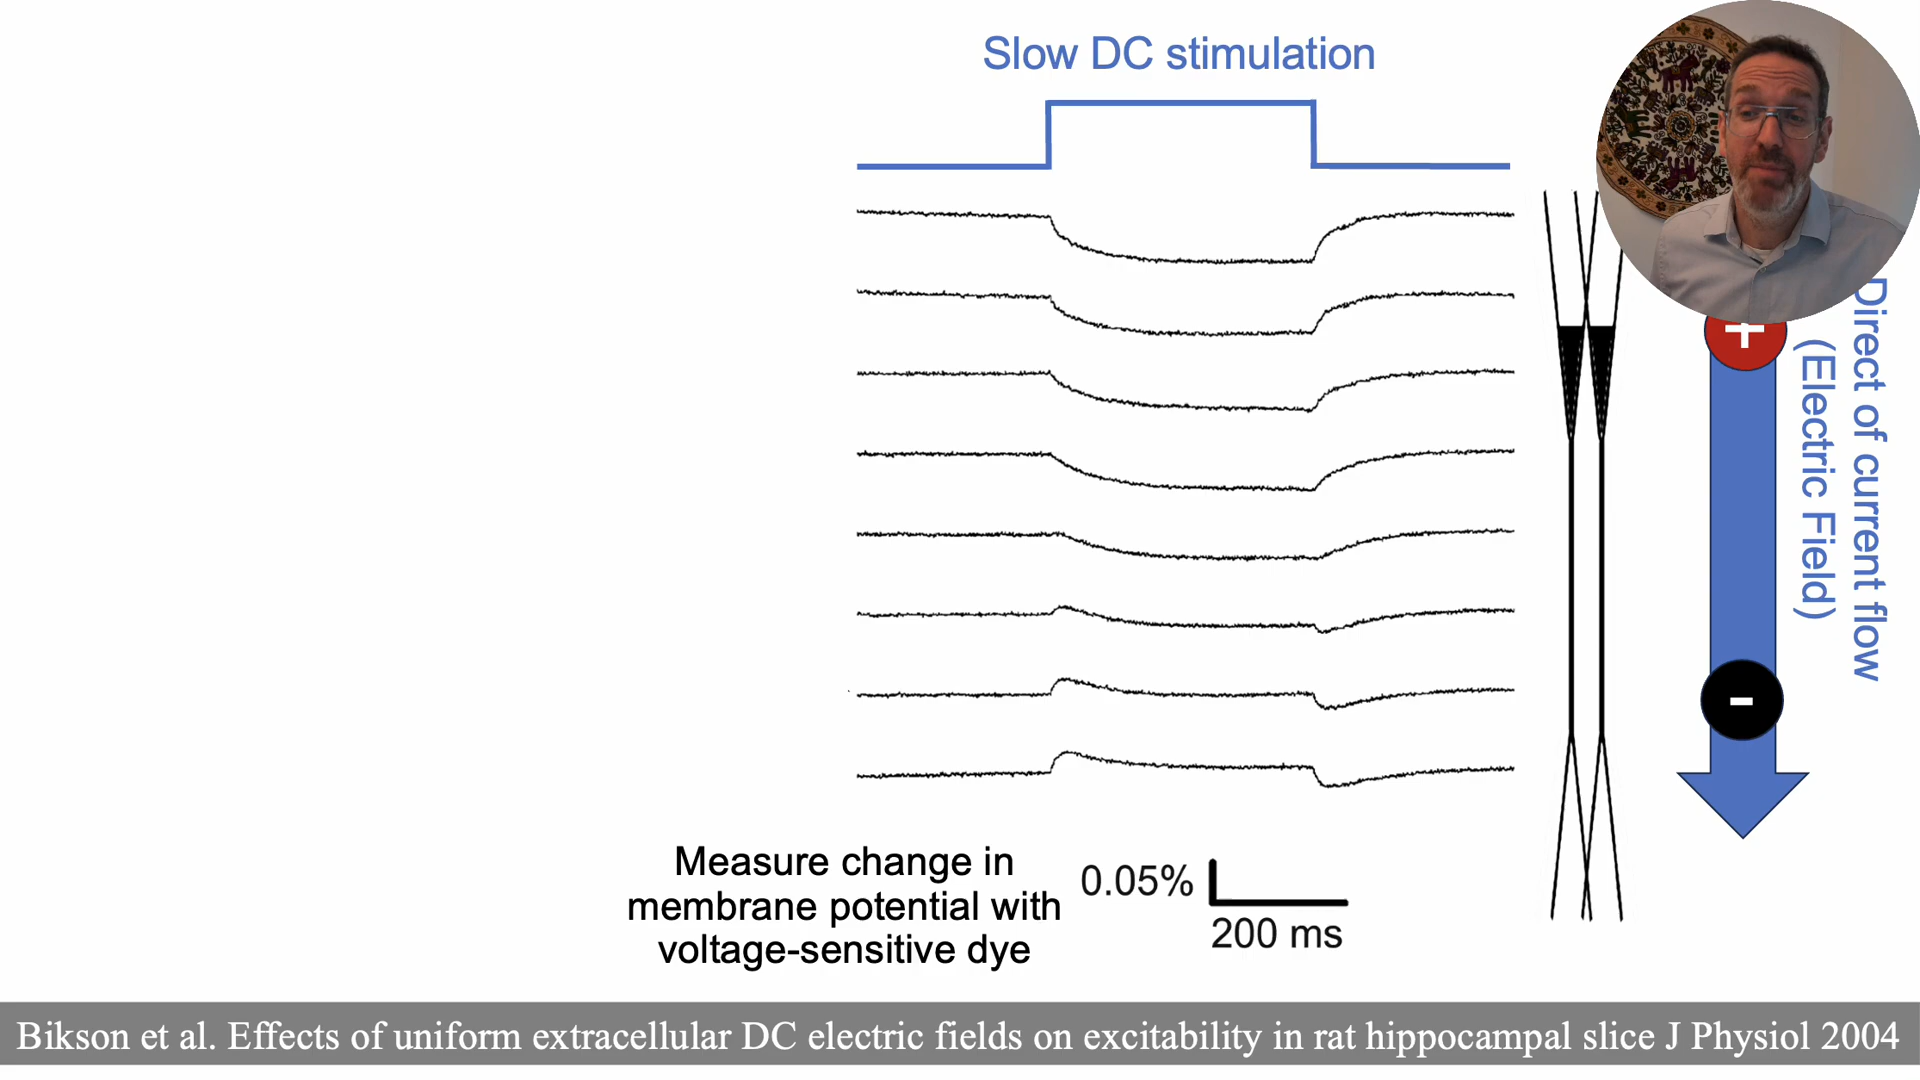 Slow DC stimulation
+
Direct of current flow
(Electric Field)
-
Measure change in
membrane potential with
voltage-sensitive dye
0.05%
200 ms
Bikson et al. Effects of uniform extracellular DC electric fields on excitability in rat hippocampal slice J Physiol 2004